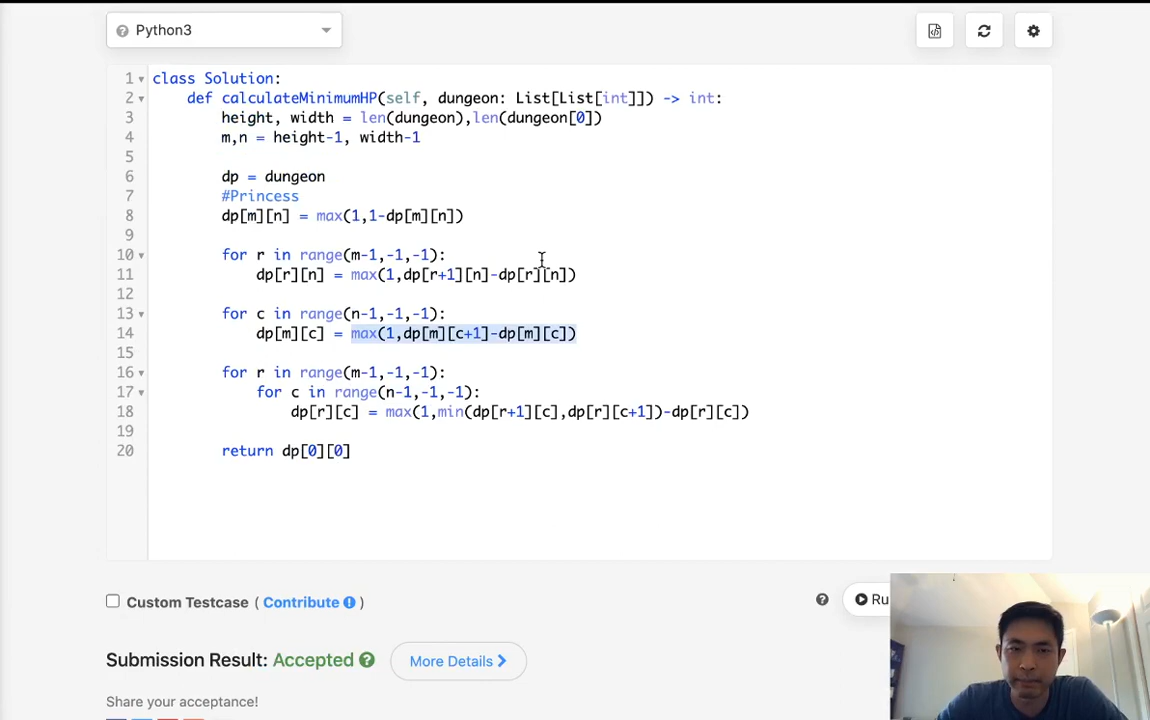 Python3
1 class Solution:
2 def calculateMinimumHP(self, dungeon: List[List[int]]) -> int:
3 height, width = len(dungeon),len(dungeon[0])
4 m,n = height-1, width-1
5
6 dp = dungeon
7 #Princess
8 dp[m][n] = max(1,1-dp[m][n])
9
10 for r in range(m-1,-1,-1):
11 dp[r][n] = max(1,dp[r+1][n]-dp[r][n])
12
13 for c in range(n-1,-1,-1):
14 dp[m][c] = max(1,dp[m][c+1]-dp[m][c])
15
16 for r in range(m-1,-1,-1):
17 for c in range(n-1,-1,-1):
18 dp[r][c] = max(1,min(dp[r+1][c],dp[r][c+1])-dp[r][c])
19
20 return dp[0][0]
Custom Testcase ( Contribute )
Ru
Submission Result: Accepted
More Details
Share your acceptance!